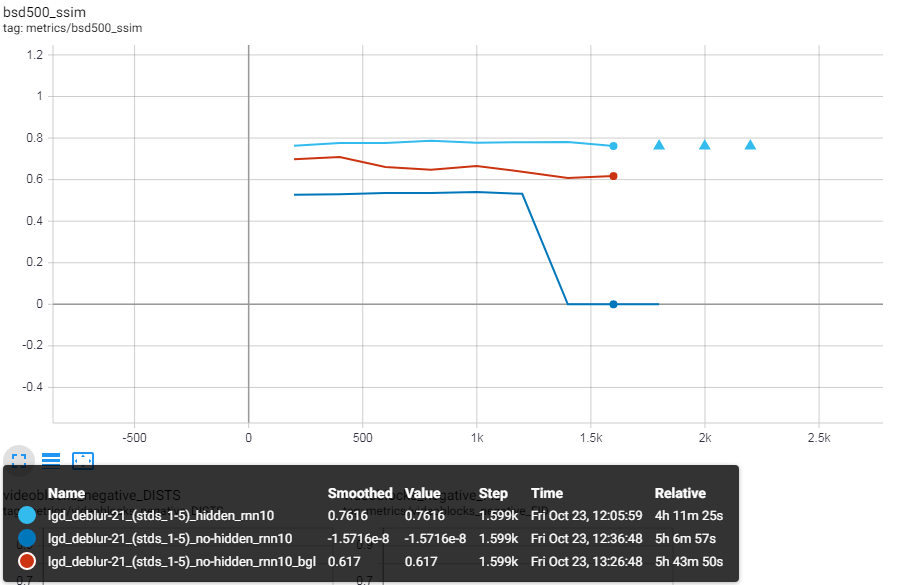 bsd500_ssim
tag: metrics/bsd500_ssim
1.2
1
0.8
0.6
0.4
0.2
0
-0.2
-0.4
-500 0 500 1k 1.5k 2k 2.5k
videoblocks_negative_DISTS
Name Smoothed Value Step Time Relative
lgd_deblur-21_(stds_1-5)_hidden_rnn10 0.7616 0.7616 1.599k Fri Oct 23, 12:05:59 4h 11m 25s
lgd_deblur-21_(stds_1-5)_no-hidden_rnn10 -1.5716e-8 -1.5716e-8 1.599k Fri Oct 23, 12:36:48 5h 6m 57s
lgd_deblur-21_(stds_1-5)_no-hidden_rnn10_bgl 0.617 0.617 1.599k Fri Oct 23, 13:26:48 5h 43m 50s
0.7 0.7